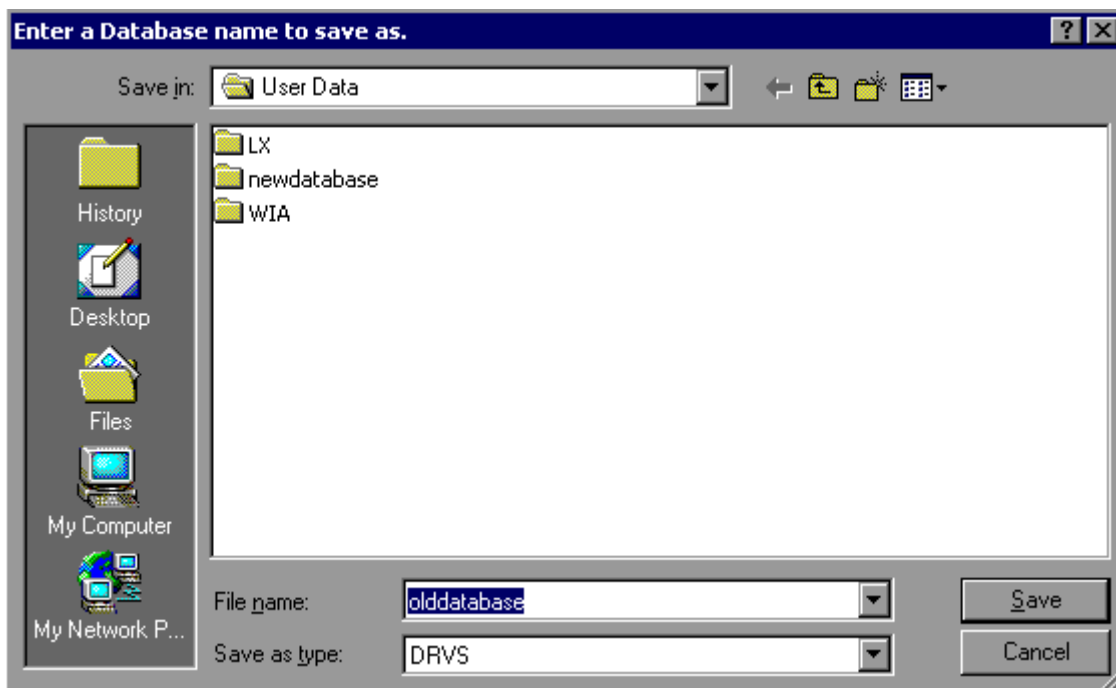 Enter a Database name to save as.
Save in: User Data
LX
newdatabase
WIA
History
Desktop
Files
My Computer
My Network P...
File name: olddatabase Save
Save as type: DRVS Cancel